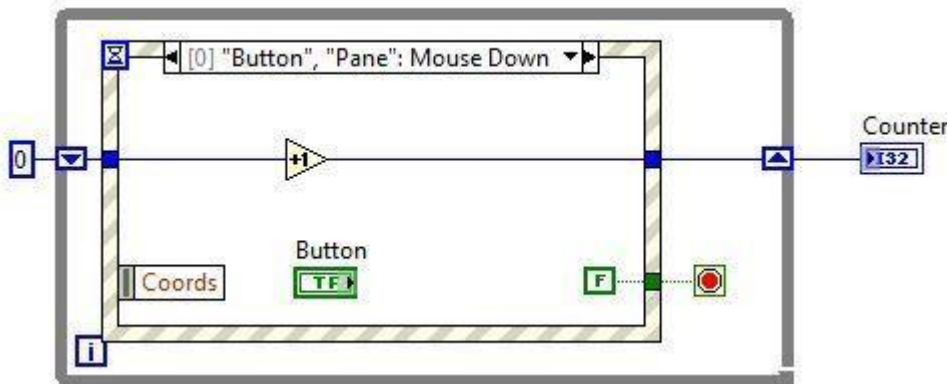 [0] "Button", "Pane": Mouse Down
Counter
0
+1
I32
Button
Coords
TF
F
i